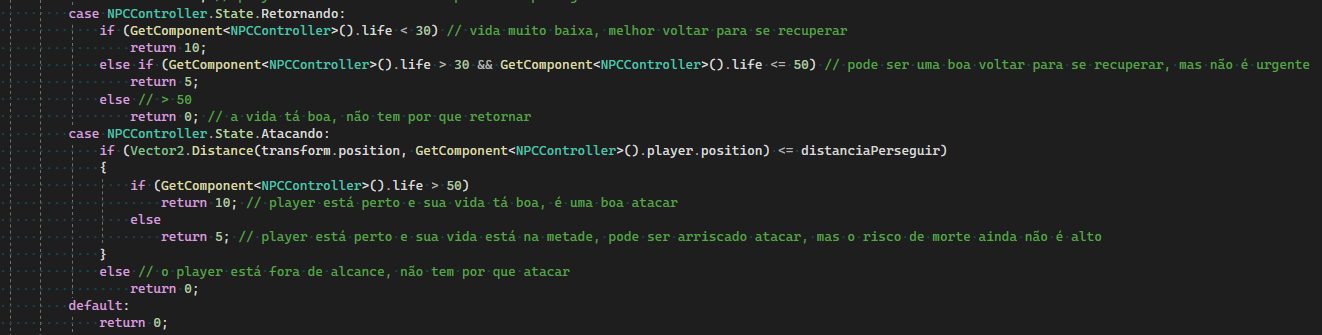 case NPCController.State.Retornando:
if (GetComponent<NPCController>().life < 30) // vida muito baixa, melhor voltar para se recuperar
return 10;
else if (GetComponent<NPCController>().life > 30 && GetComponent<NPCController>().life <= 50) // pode ser uma boa voltar para se recuperar, mas não é urgente
return 5;
else // > 50
return 0; // a vida tá boa, não tem por que retornar
case NPCController.State.Atacando:
if (Vector2.Distance(transform.position, GetComponent<NPCController>().player.position) <= distanciaPerseguir)
{
if (GetComponent<NPCController>().life > 50)
return 10; // player está perto e sua vida tá boa, é uma boa atacar
else
return 5; // player está perto e sua vida está na metade, pode ser arriscado atacar, mas o risco de morte ainda não é alto
}
else // o player está fora de alcance, não tem por que atacar
return 0;
default:
return 0;